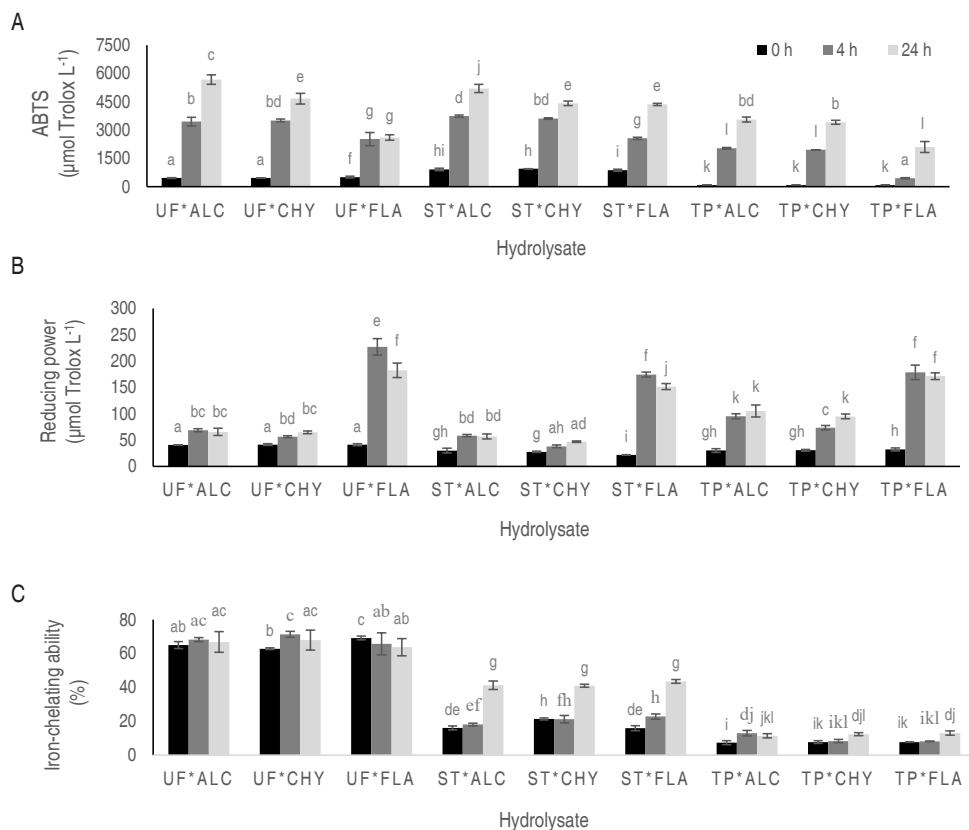 A
ABTS
(µmol Trolox L-1)
7500
6000
4500
3000
1500
0
0 h 4 h 24 h
a b c a bd e f g g hi d j h bd e i g e k l bd k l b k a l
UF*ALC UF*CHY UF*FLA ST*ALC ST*CHY ST*FLA TP*ALC TP*CHY TP*FLA
Hydrolysate
B
Reducing power
(µmol Trolox L-1)
300
250
200
150
100
50
0
a bc bc a bd bc a e f gh bd bd g ah ad i f j gh k k gh c k h f f
UF*ALC UF*CHY UF*FLA ST*ALC ST*CHY ST*FLA TP*ALC TP*CHY TP*FLA
Hydrolysate
C
Iron-chelating ability
(%)
80
60
40
20
0
ab ac ac b c ac c ab ab de ef g h fh g de h g i dj jkl ik ikl djl ik ikl dj
UF*ALC UF*CHY UF*FLA ST*ALC ST*CHY ST*FLA TP*ALC TP*CHY TP*FLA
Hydrolysate